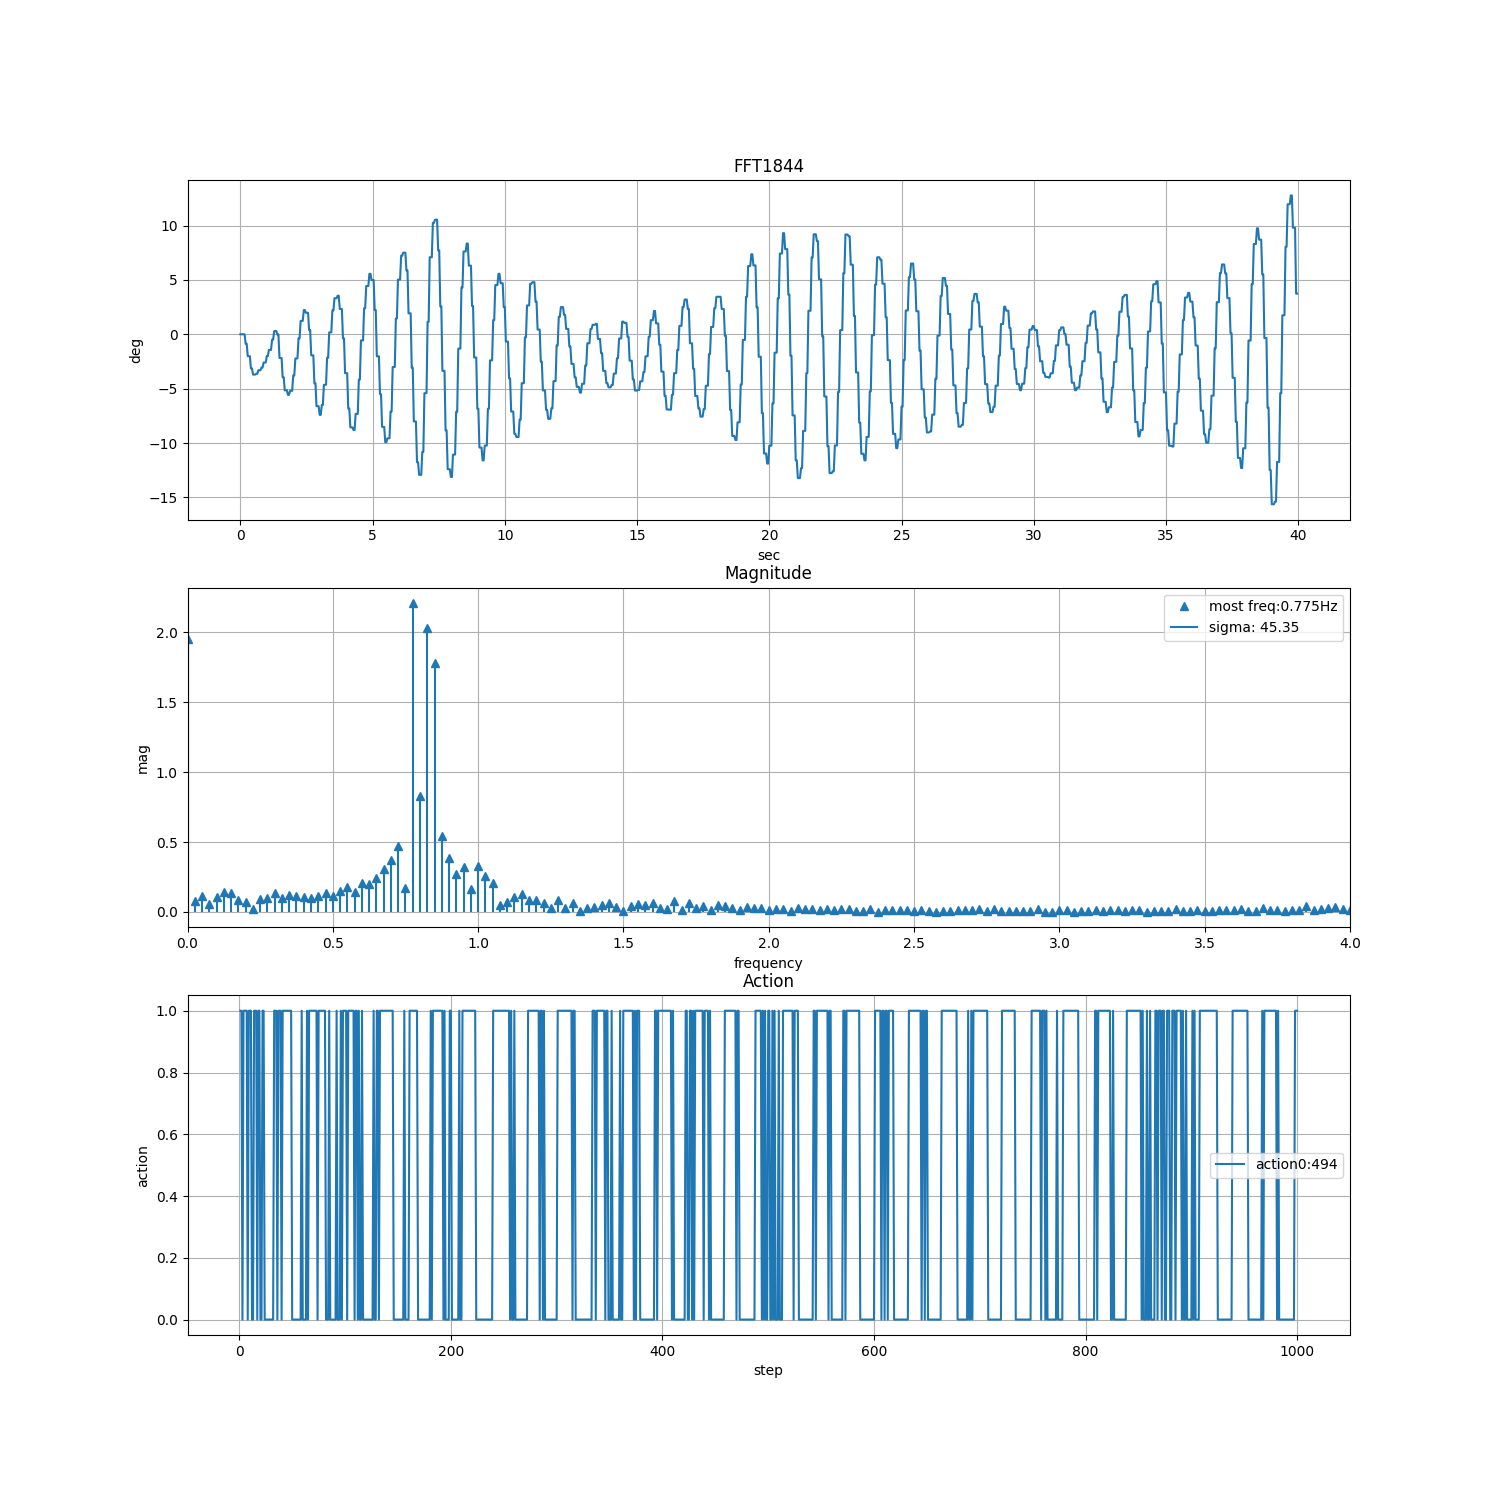 FFT1844
10
5
0
−5
−10
−15
deg
0 5 10 15 20 25 30 35 40
sec
Magnitude
most freq:0.775Hz
sigma: 45.35
2.0
1.5
1.0
0.5
0.0
mag
0.0 0.5 1.0 1.5 2.0 2.5 3.0 3.5 4.0
frequency
Action
1.0
0.8
0.6
0.4
0.2
0.0
action
action0:494
0 200 400 600 800 1000
step